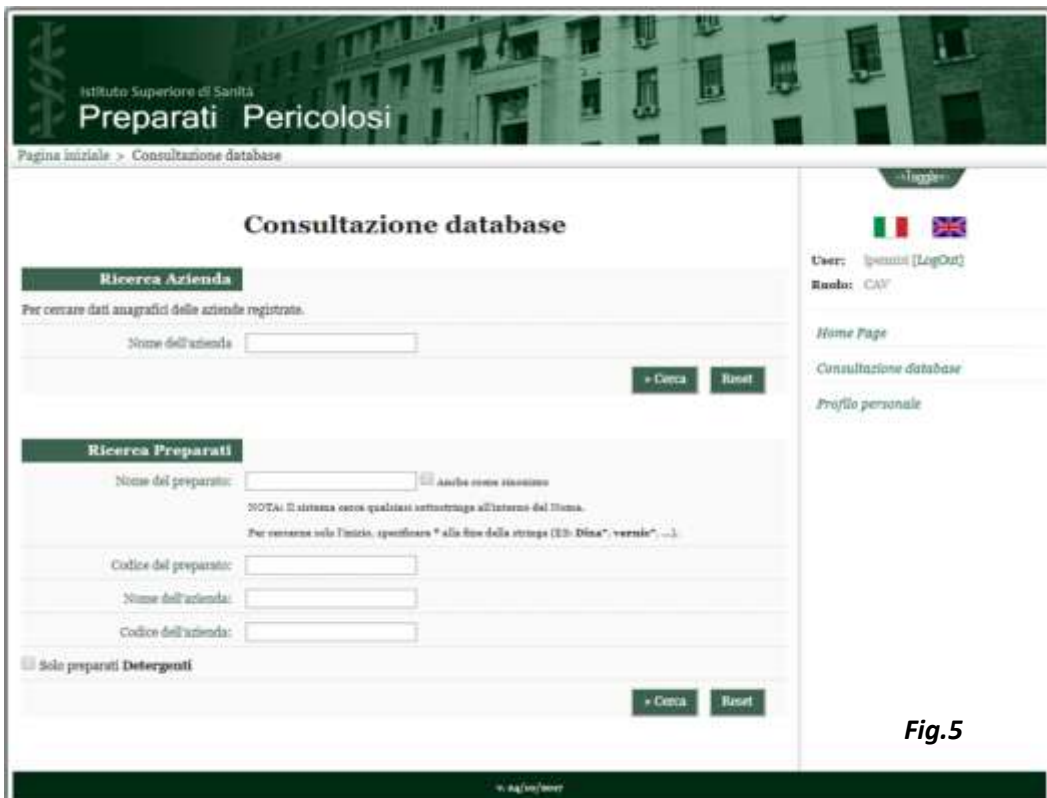 Istituto Superiore di Sanità
Preparati Pericolosi
Pagina iniziale > Consultazione database
«Toggle»
Consultazione database
User: [LogOut]
Ruolo: CAV
Home Page
Consultazione database
Profilo personale
Ricerca Azienda
Per cercare dati anagrafici delle aziende registrate.
Nome dell'azienda
» Cerca Reset
Ricerca Preparati
Nome del preparato: Anche come sinonimo
NOTA: Il sistema cerca qualsiasi sottostringa all'interno del Nome.
Per cercarne solo l'inizio, specificare * alla fine della stringa (ES: Dina*, vernic*, ...).
Codice del preparato:
Nome dell'azienda:
Codice dell'azienda:
Solo preparati Detergenti
» Cerca Reset
Fig.5
v. 24/10/2017